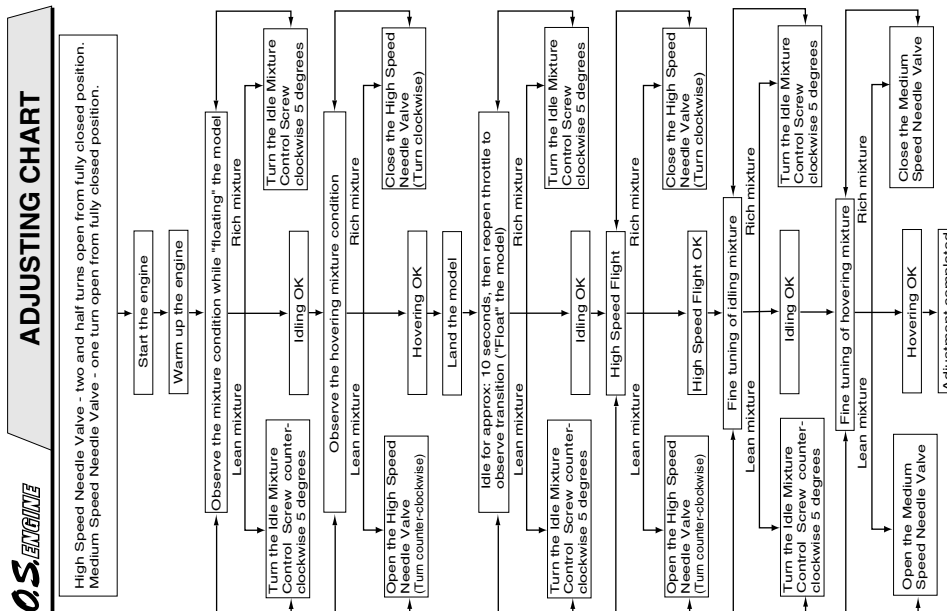 O.S. ENGINE
ADJUSTING CHART
High Speed Needle Valve - two and half turns open from fully closed position.
Medium Speed Needle Valve - one turn open from fully closed position.
Start the engine
Warm up the engine
Observe the mixture condition while "floating" the model
Lean mixture
Rich mixture
Turn the Idle Mixture
Control Screw counter-
clockwise 5 degrees
Idling OK
Turn the Idle Mixture
Control Screw
clockwise 5 degrees
Observe the hovering mixture condition
Lean mixture
Rich mixture
Open the High Speed
Needle Valve
(Turn counter-clockwise)
Hovering OK
Close the High Speed
Needle Valve
(Turn clockwise)
Land the model
Idle for approx: 10 seconds, then reopen throttle to
observe transition ("Float" the model)
Lean mixture
Rich mixture
Turn the Idle Mixture
Control Screw counter-
clockwise 5 degrees
Idling OK
Turn the Idle Mixture
Control Screw
clockwise 5 degrees
High Speed Flight
Lean mixture
Rich mixture
Open the High Speed
Needle Valve
(Turn counter-clockwise)
High Speed Flight OK
Close the High Speed
Needle Valve
(Turn clockwise)
Fine tuning of idling mixture
Lean mixture
Rich mixture
Turn the Idle Mixture
Control Screw counter-
clockwise 5 degrees
Idling OK
Turn the Idle Mixture
Control Screw
clockwise 5 degrees
Fine tuning of hovering mixture
Lean mixture
Rich mixture
Open the Medium
Speed Needle Valve
Hovering OK
Close the Medium
Speed Needle Valve
Adjustment completed